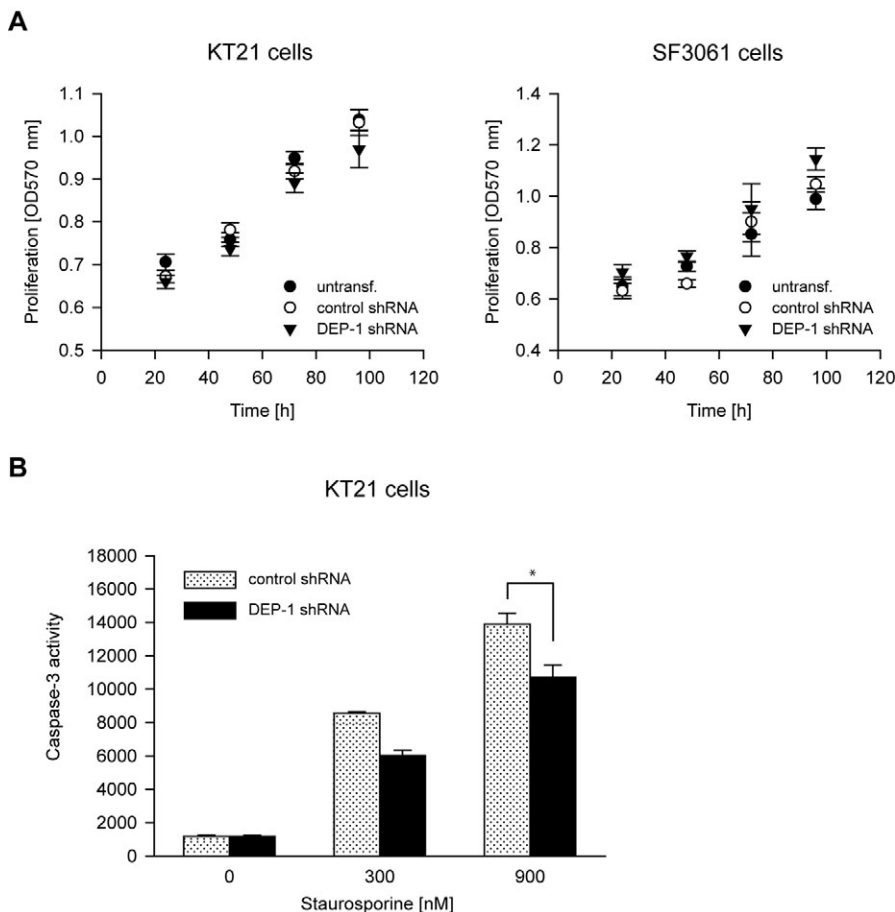 A
KT21 cells
SF3061 cells
Proliferation [OD570 nm]
1.1
1.0
0.9
0.8
0.7
0.6
0.5
untransf.
control shRNA
DEP-1 shRNA
0 20 40 60 80 100 120
Time [h]
Proliferation [OD570 nm]
1.4
1.2
1.0
0.8
0.6
0.4
untransf.
control shRNA
DEP-1 shRNA
0 20 40 60 80 100 120
Time [h]
B
KT21 cells
Caspase-3 activity
18000
16000
14000
12000
10000
8000
6000
4000
2000
0
control shRNA
DEP-1 shRNA
*
0 300 900
Staurosporine [nM]